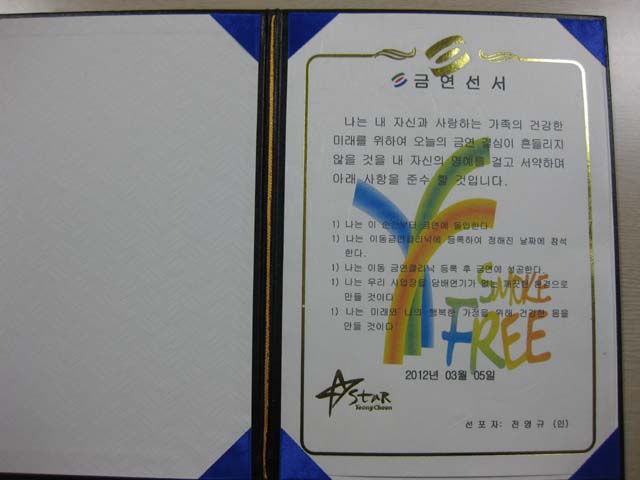 금연선서
나는 내 자신과 사랑하는 가족의 건강한
미래를 위하여 오늘의 금연 결심이 흔들리지
않을 것을 내 자신의 명예를 걸고 서약하며
아래 사항을 준수 할 것입니다.
1) 나는 이 순간부터 금연에 돌입한다.
1) 나는 이동금연클리닉에 등록하여 정해진 날짜에 참석
한다.
1) 나는 이동 금연클리닉 등록 후 금연에 성공한다.
1) 나는 우리 사업장을 담배연기가 없는 깨끗한 환경으로
만들 것이다
1) 나는 미래와 나의 행복한 가정을 위해 건강한 몸을
만들 것이다
SMOKE
FREE
2012년 03월 05일
STAR
Yeong Cheon
선포자: 전영규 (인)